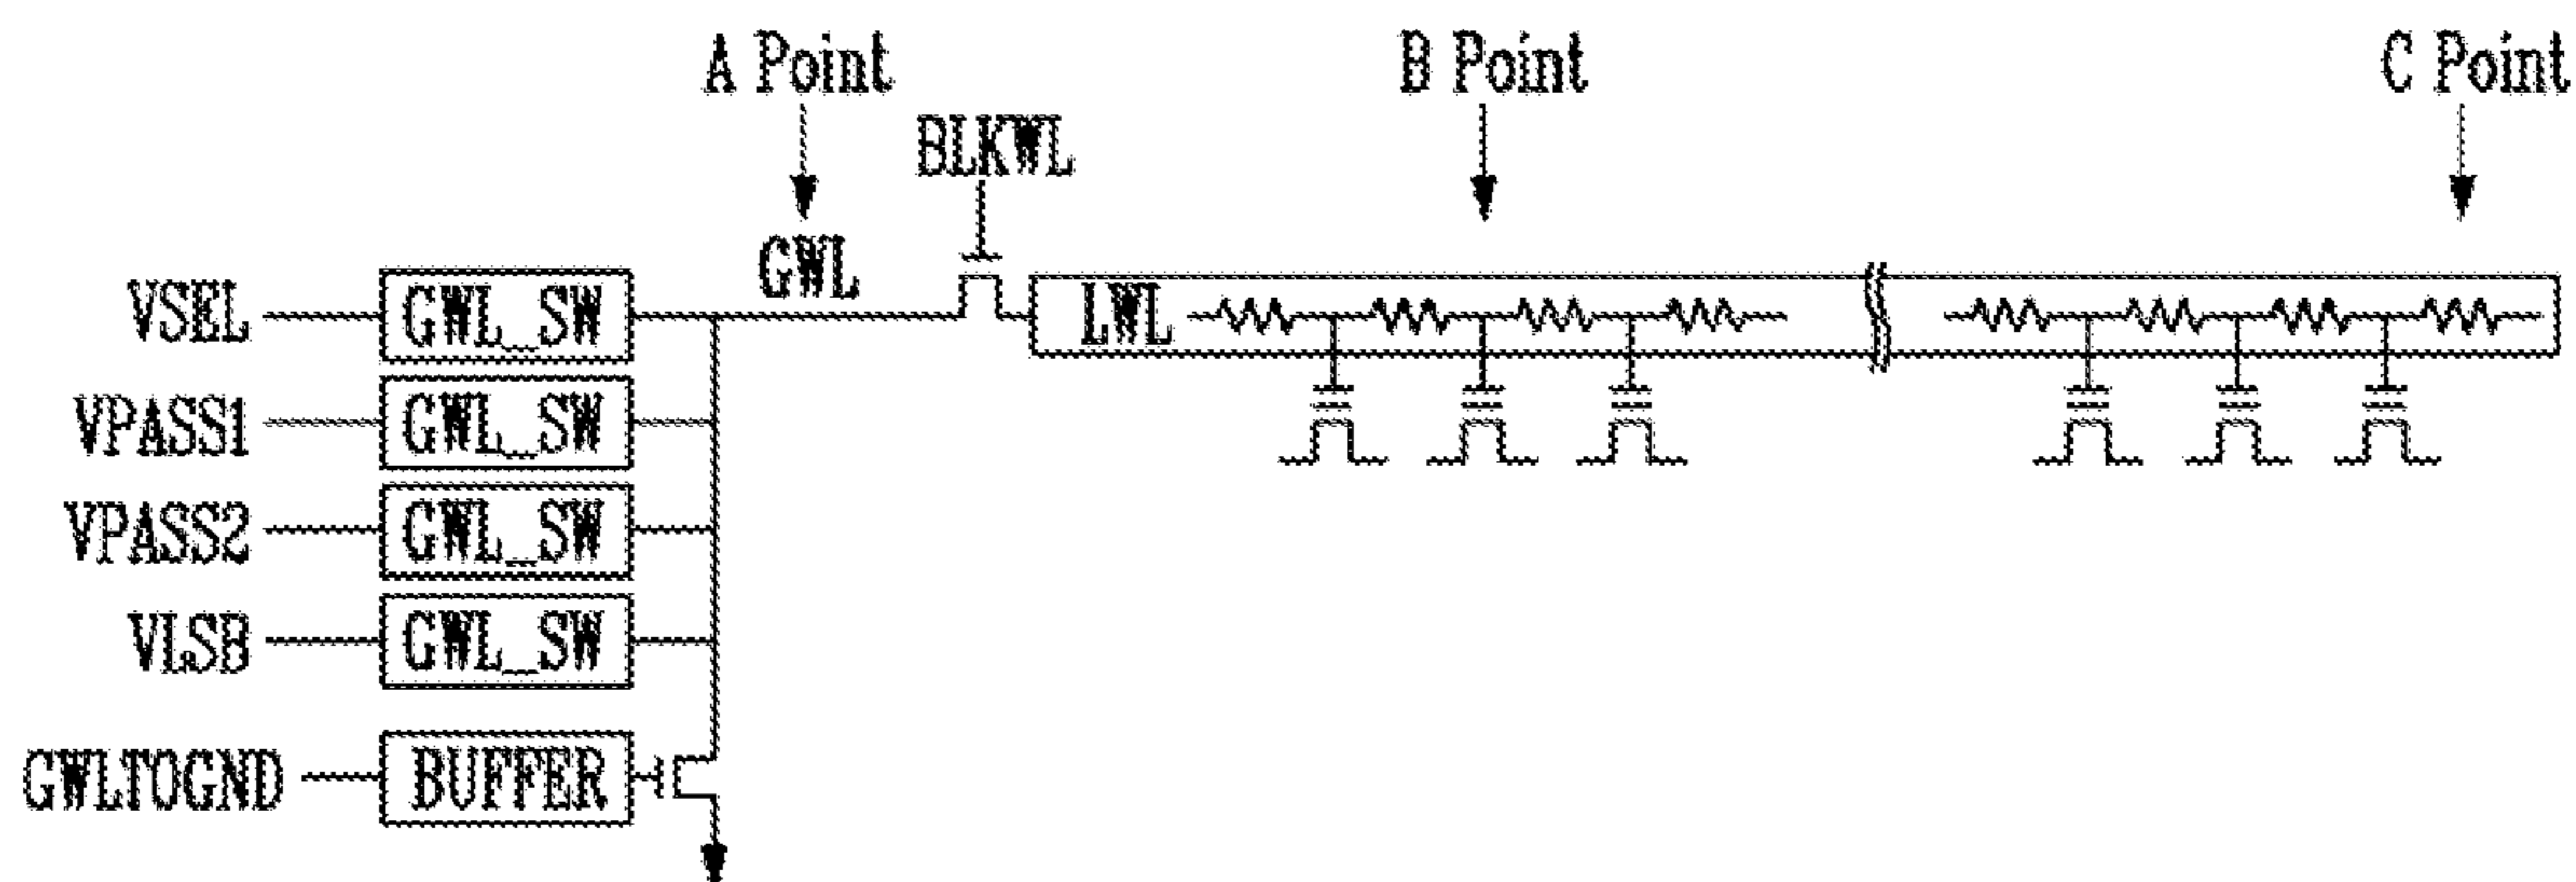 A Point
B Point
C Point
BLKWL
GWL
VSEL GWL_SW
LWL
VPASS1 GWL_SW
VPASS2 GWL_SW
VLSB GWL_SW
GWLTOGND BUFFER